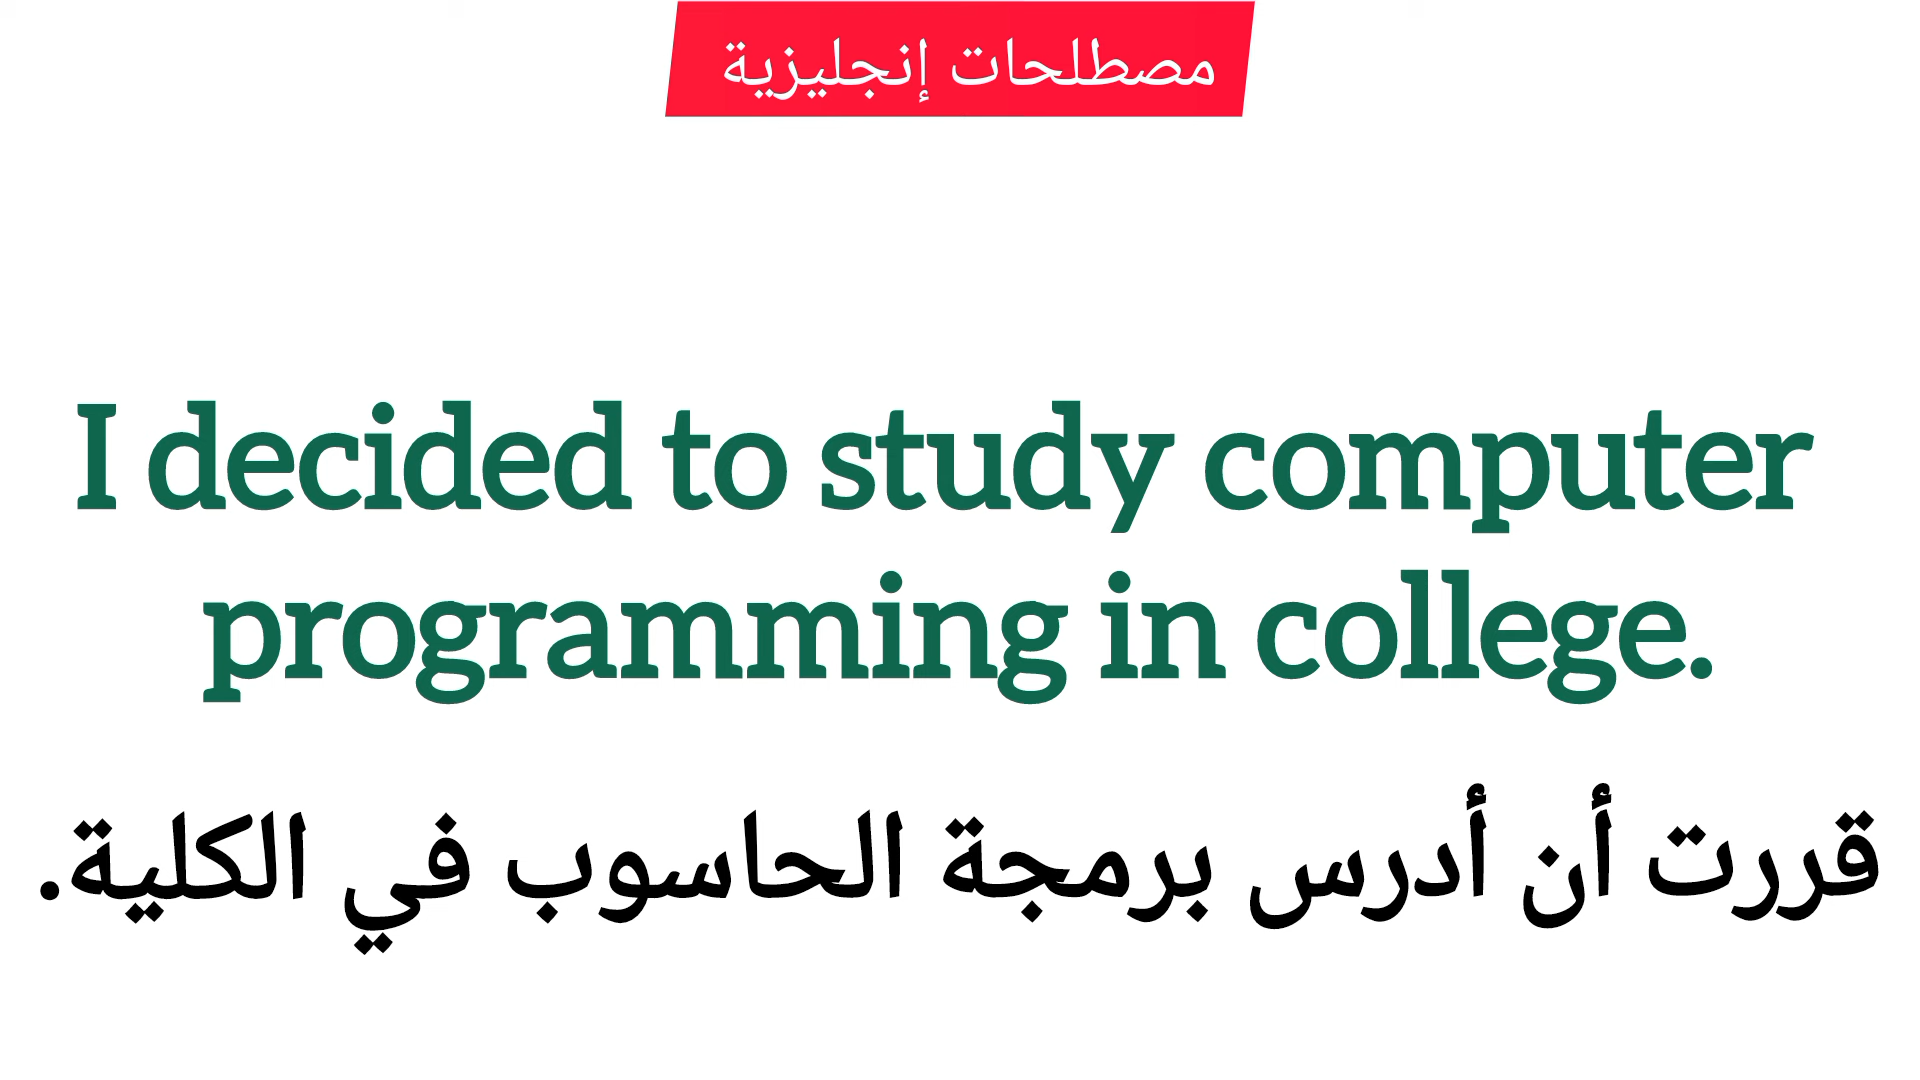 مصطلحات إنجليزية
I decided to study computer
programming in college.
قررت أن أدرس برمجة الحاسوب في الكلية.